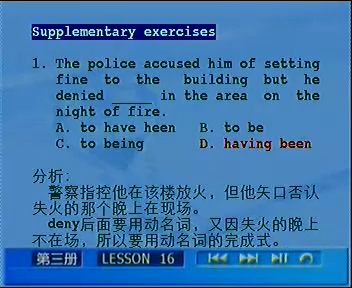 Supplementary exercises
1. The police accused him of setting
fine to the building but he
denied _____ in the area on the
night of fire.
A. to have heen B. to be
C. to being D. having been
分析:
警察指控他在该楼放火，但他矢口否认
失火的那个晚上在现场。
deny后面要用动名词，又因失火的晚上
不在场，所以要用动名词的完成式。
第三册 LESSON 16